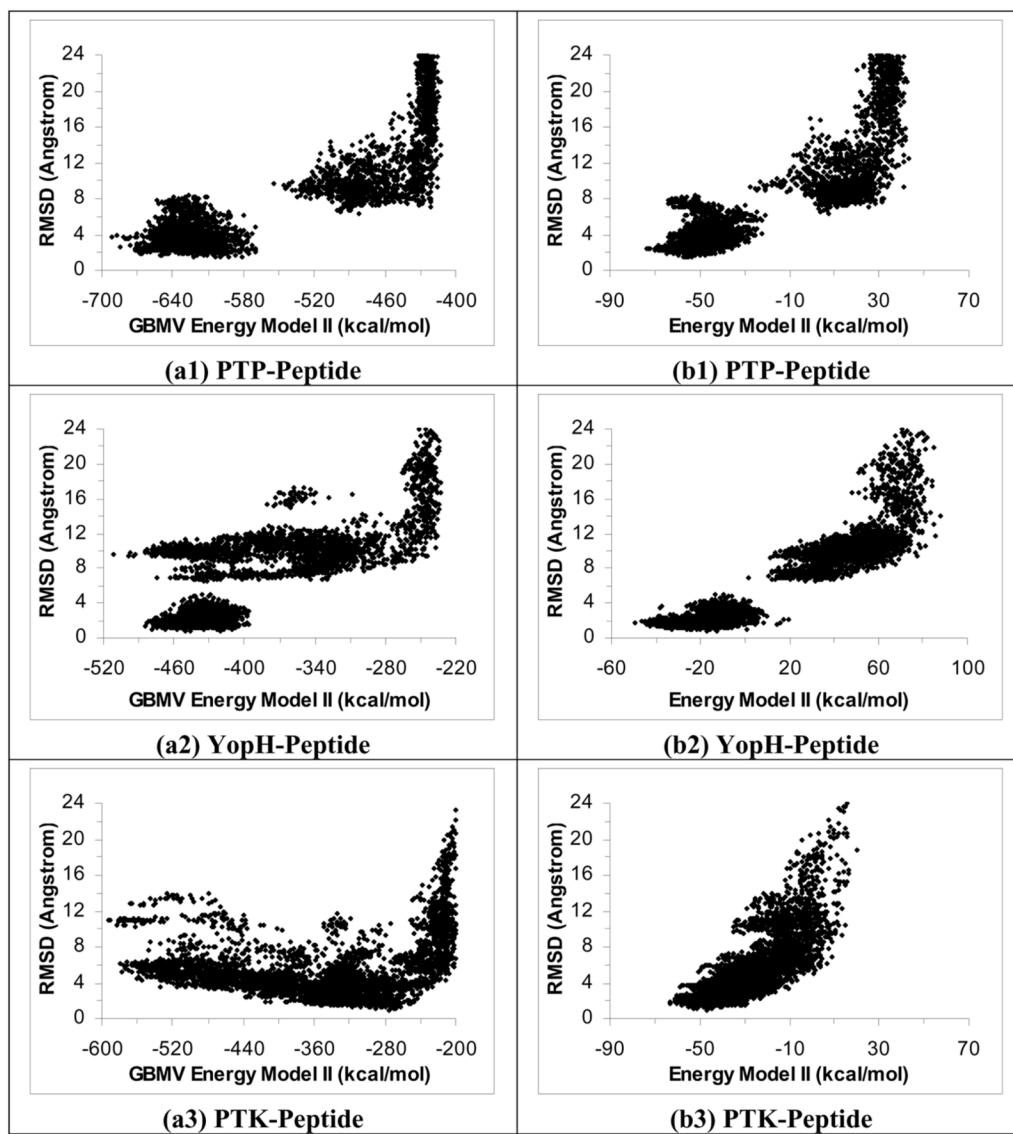 24
20
16
12
8
4
0
RMSD (Angstrom)
-700 -640 -580 -520 -460 -400
GBMV Energy Model II (kcal/mol)
(a1) PTP-Peptide
24
20
16
12
8
4
0
RMSD (Angstrom)
-90 -50 -10 30 70
Energy Model II (kcal/mol)
(b1) PTP-Peptide
24
20
16
12
8
4
0
RMSD (Angstrom)
-520 -460 -400 -340 -280 -220
GBMV Energy Model II (kcal/mol)
(a2) YopH-Peptide
24
20
16
12
8
4
0
RMSD (Angstrom)
-60 -20 20 60 100
Energy Model II (kcal/mol)
(b2) YopH-Peptide
24
20
16
12
8
4
0
RMSD (Angstrom)
-600 -520 -440 -360 -280 -200
GBMV Energy Model II (kcal/mol)
(a3) PTK-Peptide
24
20
16
12
8
4
0
RMSD (Angstrom)
-90 -50 -10 30 70
Energy Model II (kcal/mol)
(b3) PTK-Peptide